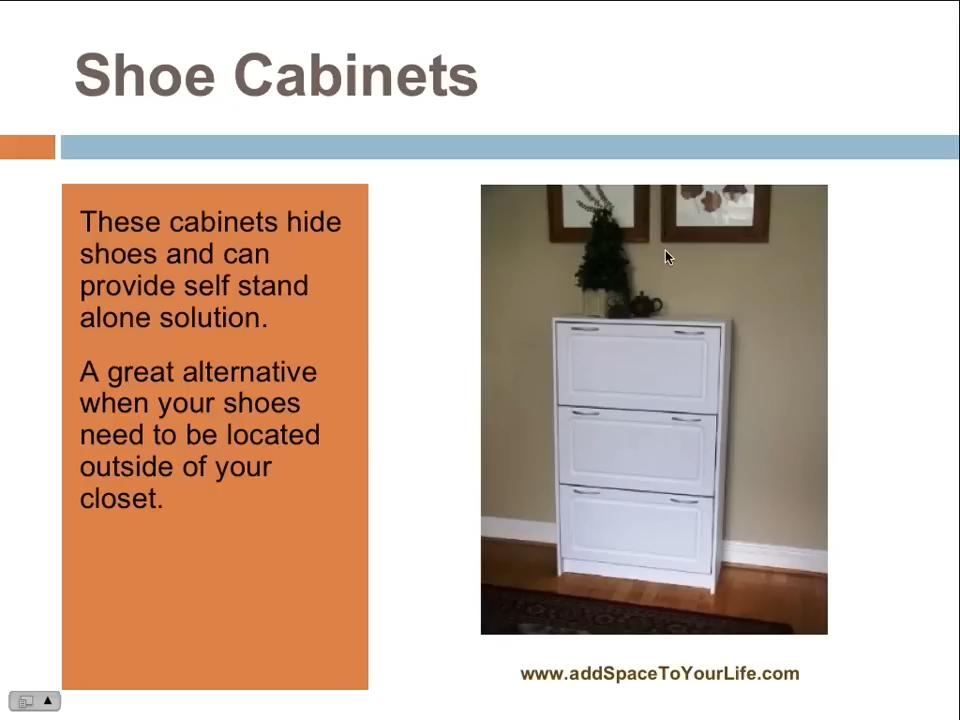 Shoe Cabinets
These cabinets hide
shoes and can
provide self stand
alone solution.
A great alternative
when your shoes
need to be located
outside of your
closet.
www.addSpaceToYourLife.com